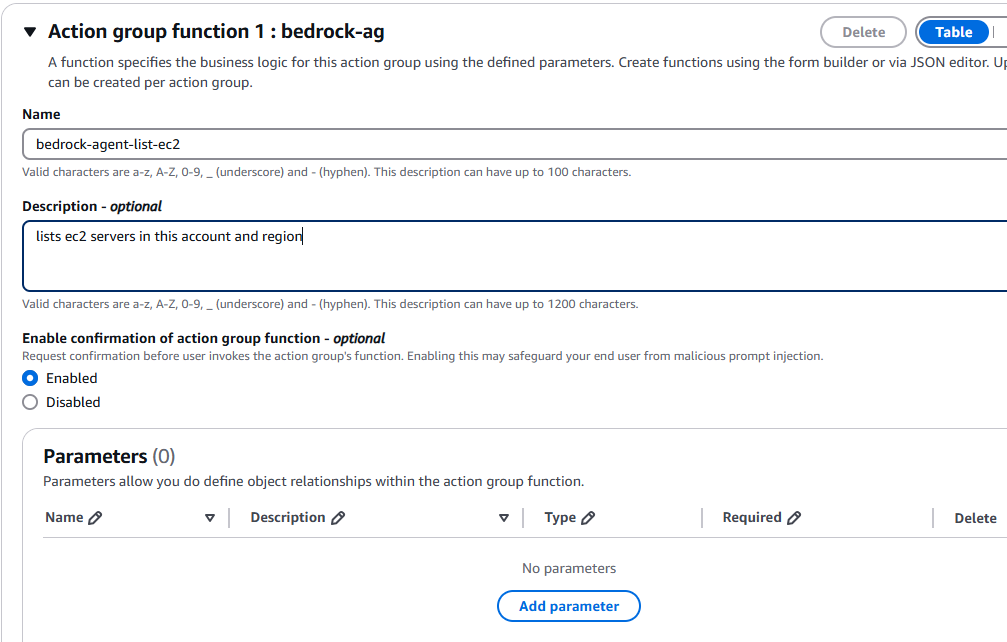 Action group function 1 : bedrock-ag
Delete
Table
A function specifies the business logic for this action group using the defined parameters. Create functions using the form builder or via JSON editor. Up
can be created per action group.
Name
bedrock-agent-list-ec2
Valid characters are a-z, A-Z, 0-9, _ (underscore) and - (hyphen). This description can have up to 100 characters.
Description - optional
lists ec2 servers in this account and region
Valid characters are a-z, A-Z, 0-9, _ (underscore) and - (hyphen). This description can have up to 1200 characters.
Enable confirmation of action group function - optional
Request confirmation before user invokes the action group's function. Enabling this may safeguard your end user from malicious prompt injection.
Enabled
Disabled
Parameters (0)
Parameters allow you do define object relationships within the action group function.
Name Description Type Required Delete
No parameters
Add parameter